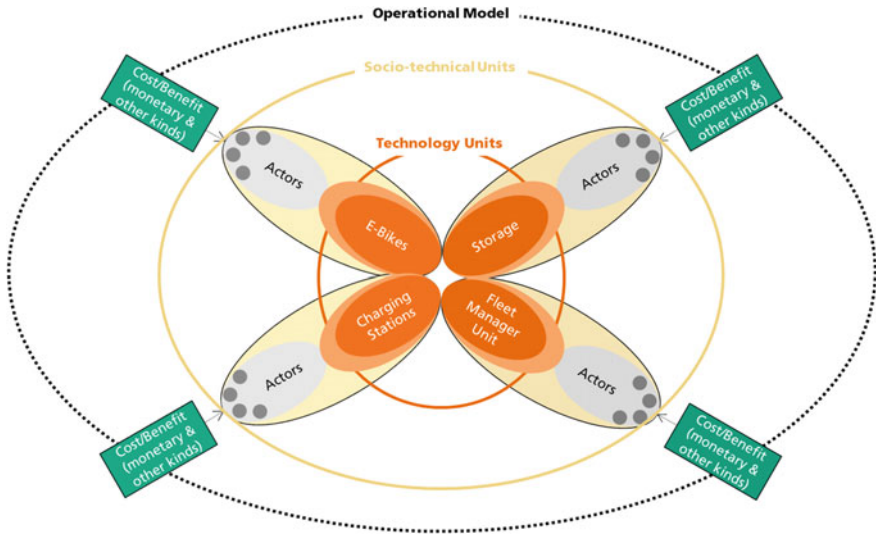 Operational Model
Cost/Benefit
(monetary &
other kinds)
Cost/Benefit
(monetary &
other kinds)
Socio-technical Units
Technology Units
Actors
Actors
E-Bikes
Storage
Charging
Stations
Fleet
Manager
Unit
Actors
Actors
Cost/Benefit
(monetary &
other kinds)
Cost/Benefit
(monetary &
other kinds)